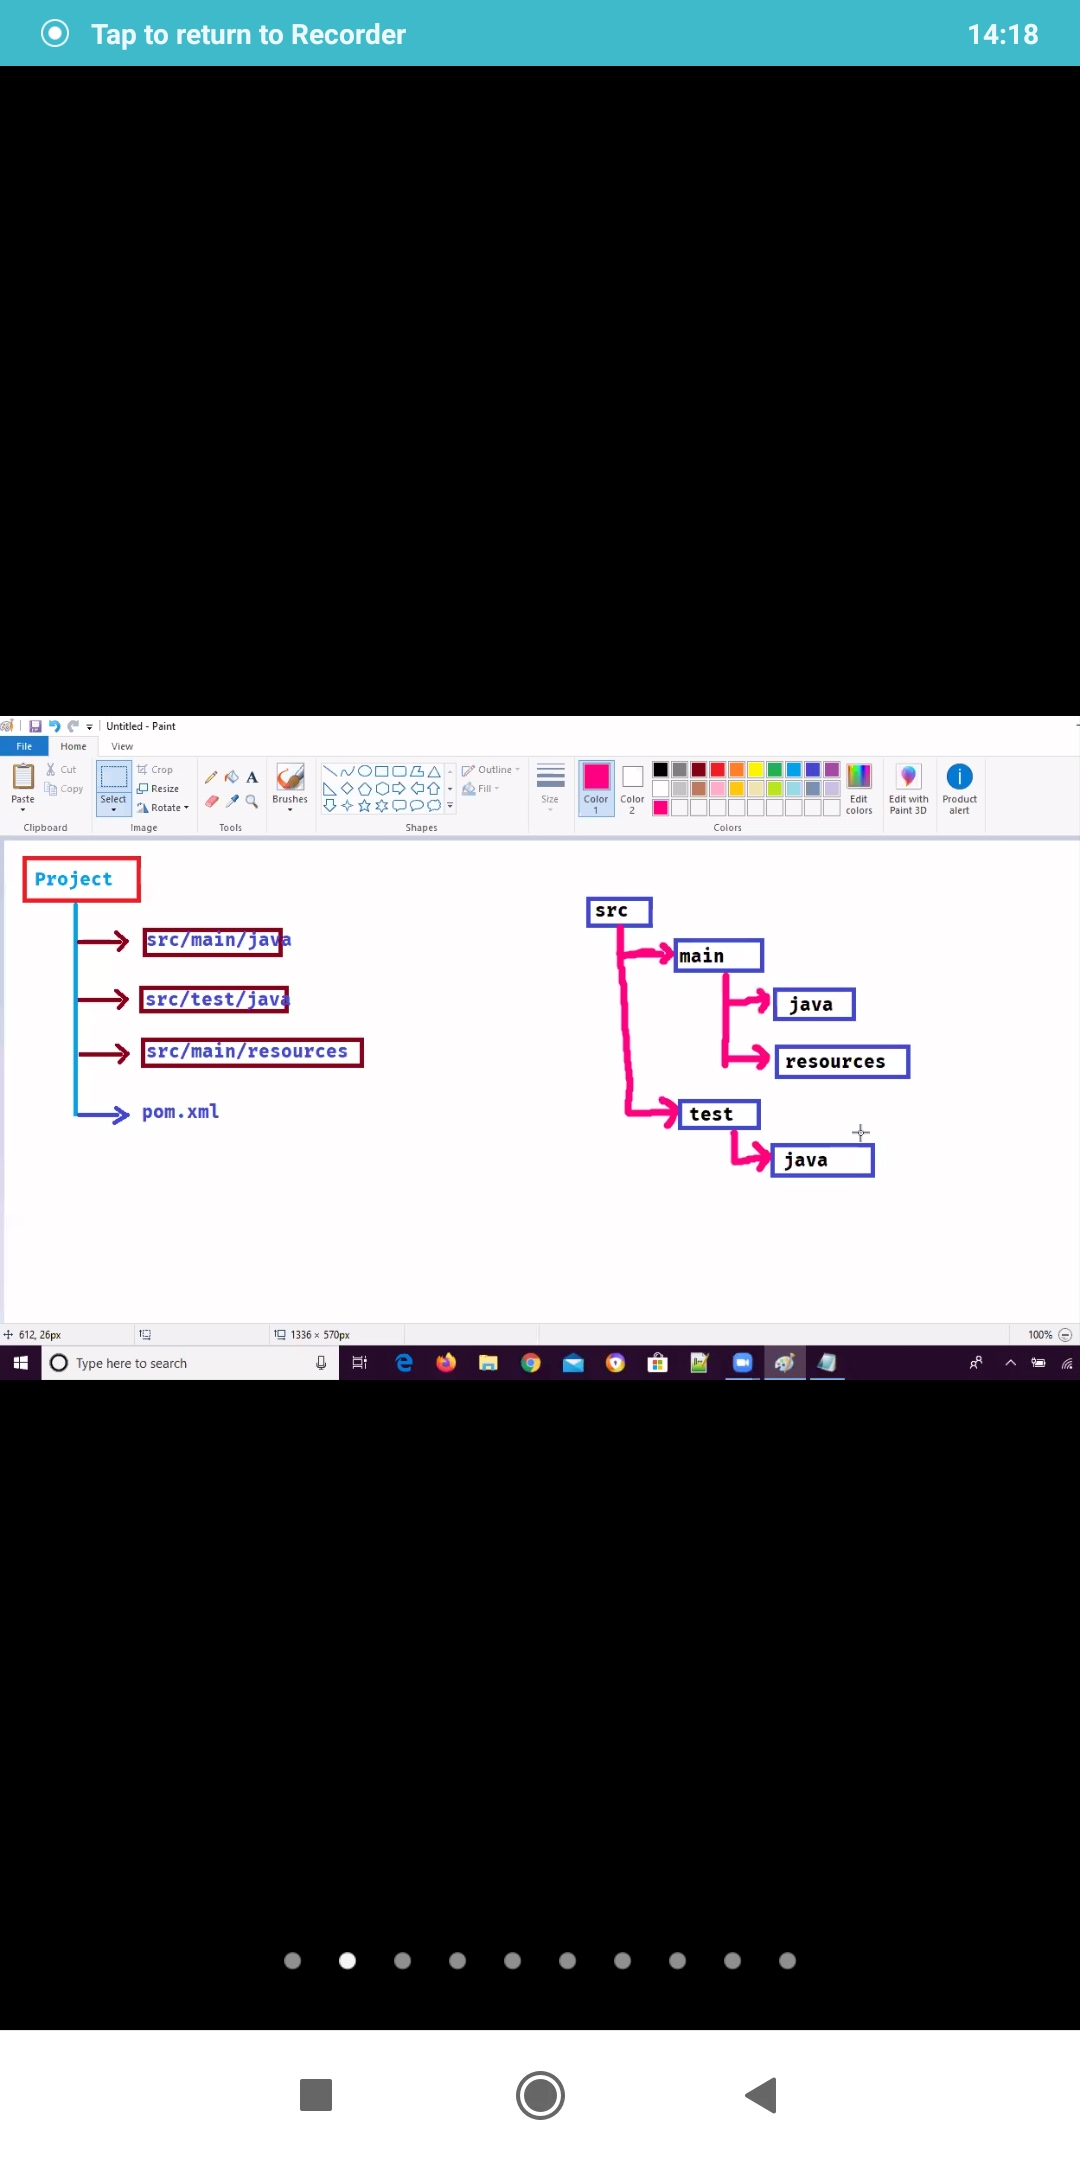 Tap to return to Recorder 14:18
Untitled - Paint
File Home View
Paste Cut Copy Clipboard
Select Crop Resize Rotate Image
A Tools
Brushes
Outline Fill Shapes
Size
Color 1 Color 2 Edit colors Colors
Edit with Paint 3D
Product alert
Project
src/main/java
src/test/java
src/main/resources
pom.xml
src
main
java
resources
test
java
612, 26px 1336 × 570px 100%
Type here to search